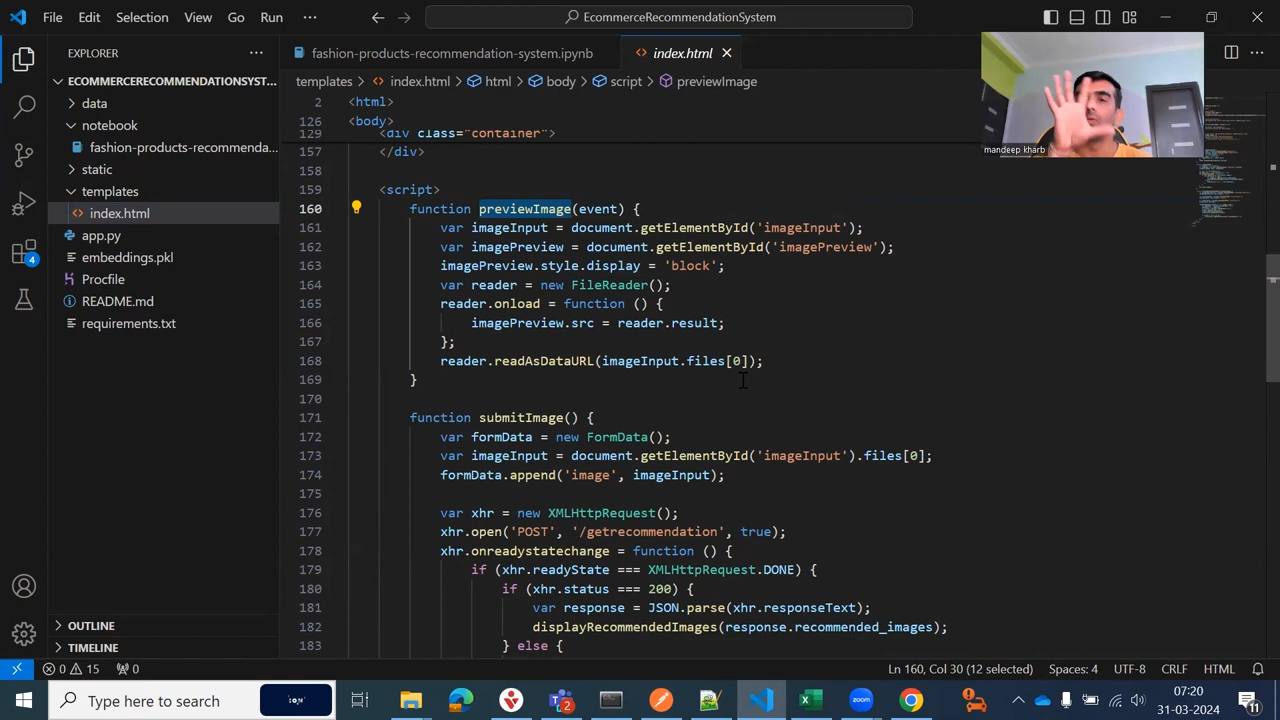 File Edit Selection View Go Run ··· EcommerceRecommendationSystem
EXPLORER ···
ECOMMERCERECOMMENDATIONSYST...
data
notebook
fashion-products-recommenda...
static
templates
index.html
app.py
embeddings.pkl
Procfile
README.md
requirements.txt
OUTLINE
TIMELINE
4
fashion-products-recommendation-system.ipynb index.html
templates > index.html > html > body > script > previewImage
mandeep kharb
2 <html>
126 <body>
129 <div class="container">
157 </div>
158
159 <script>
160 function previewImage(event) {
161 var imageInput = document.getElementById('imageInput');
162 var imagePreview = document.getElementById('imagePreview');
163 imagePreview.style.display = 'block';
164 var reader = new FileReader();
165 reader.onload = function () {
166 imagePreview.src = reader.result;
167 };
168 reader.readAsDataURL(imageInput.files[0]);
169 }
170
171 function submitImage() {
172 var formData = new FormData();
173 var imageInput = document.getElementById('imageInput').files[0];
174 formData.append('image', imageInput);
175
176 var xhr = new XMLHttpRequest();
177 xhr.open('POST', '/getrecommendation', true);
178 xhr.onreadystatechange = function () {
179 if (xhr.readyState === XMLHttpRequest.DONE) {
180 if (xhr.status === 200) {
181 var response = JSON.parse(xhr.responseText);
182 displayRecommendedImages(response.recommended_images);
183 } else {
0 15 0 Ln 160, Col 30 (12 selected) Spaces: 4 UTF-8 CRLF HTML
Type here to search 2 07:20
31-03-2024 11